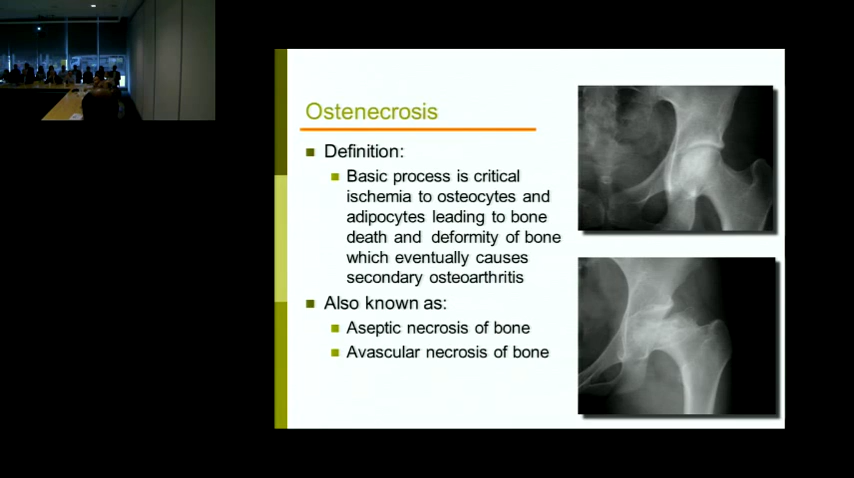 Ostenecrosis
Definition:
Basic process is critical
ischemia to osteocytes and
adipocytes leading to bone
death and deformity of bone
which eventually causes
secondary osteoarthritis
Also known as:
Aseptic necrosis of bone
Avascular necrosis of bone